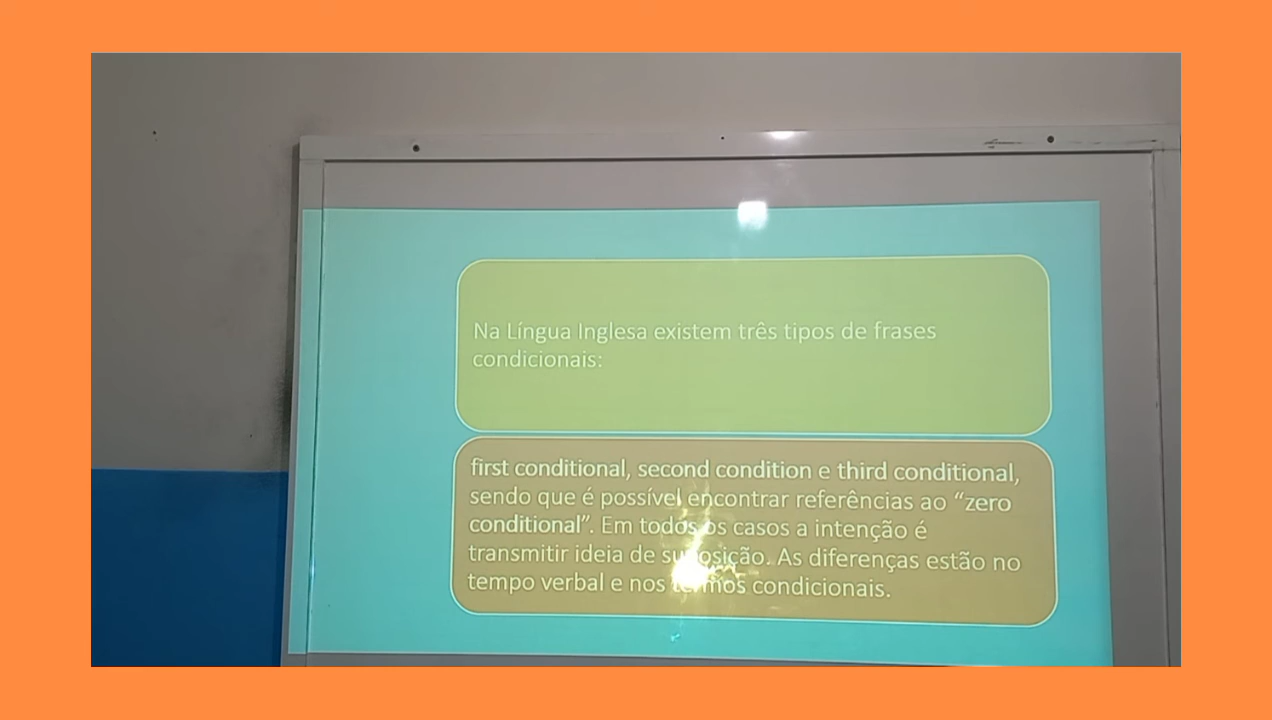 Na Língua Inglesa existem três tipos de frases
condicionais:
first conditional, second condition e third conditional,
sendo que é possível encontrar referências ao “zero
conditional”. Em todos os casos a intenção é
transmitir ideia de suposição. As diferenças estão no
tempo verbal e nos termos condicionais.